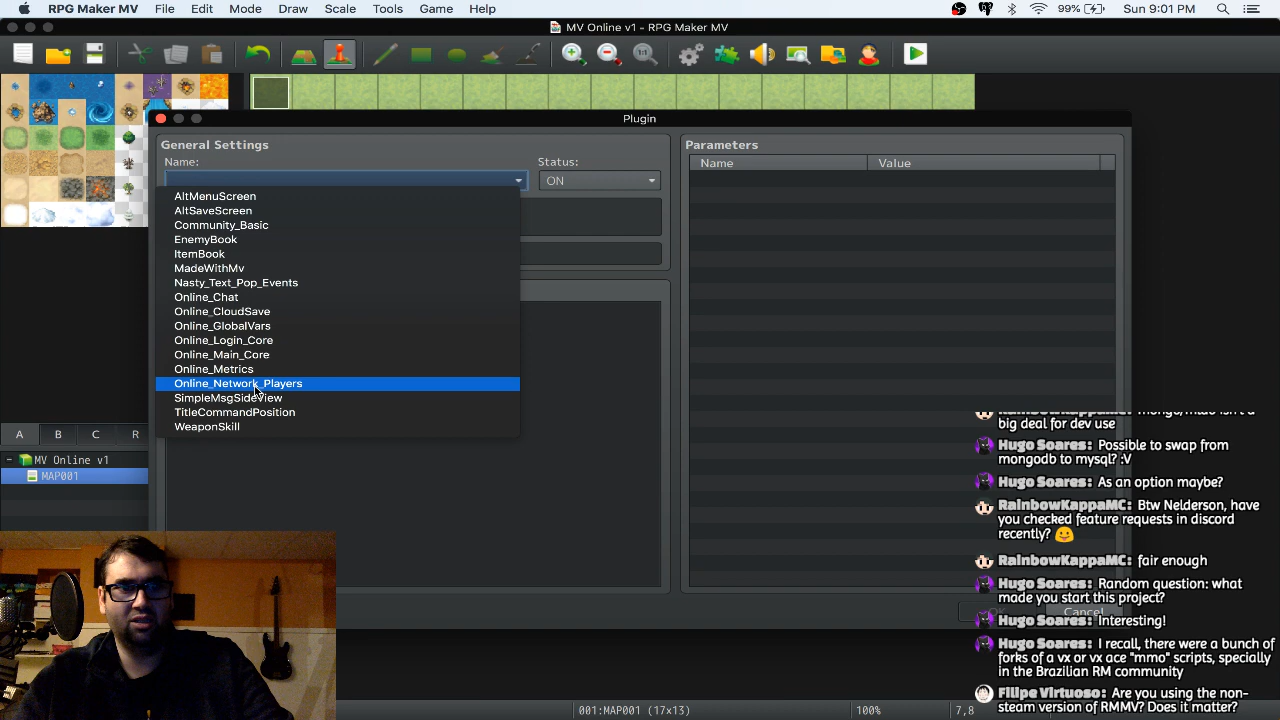 RPG Maker MV File Edit Mode Draw Scale Tools Game Help 99% Sun 9:01 PM
MV Online v1 - RPG Maker MV
Plugin
General Settings
Parameters
Name:
Status:
Name
Value
ON
AltMenuScreen
AltSaveScreen
Community_Basic
EnemyBook
ItemBook
MadeWithMv
Nasty_Text_Pop_Events
Online_Chat
Online_CloudSave
Online_GlobalVars
Online_Login_Core
Online_Main_Core
Online_Metrics
Online_Network_Players
SimpleMsgSideView
TitleCommandPosition
WeaponSkill
A B C R
MV Online v1
MAP001
Cancel
big deal for dev use
Hugo Soares: Possible to swap from
mongodb to mysql? :V
Hugo Soares: As an option maybe?
RainbowKappaMC: Btw Nelderson, have
you checked feature requests in discord
recently?
RainbowKappaMC: fair enough
Hugo Soares: Random question: what
made you start this project?
Hugo Soares: Interesting!
Hugo Soares: I recall, there were a bunch of
forks of a vx or vx ace "mmo" scripts, specially
in the Brazilian RM community
Filipe Virtuoso: Are you using the non-
steam version of RMMV? Does it matter?
001:MAP001 (17x13) 100% 7,8